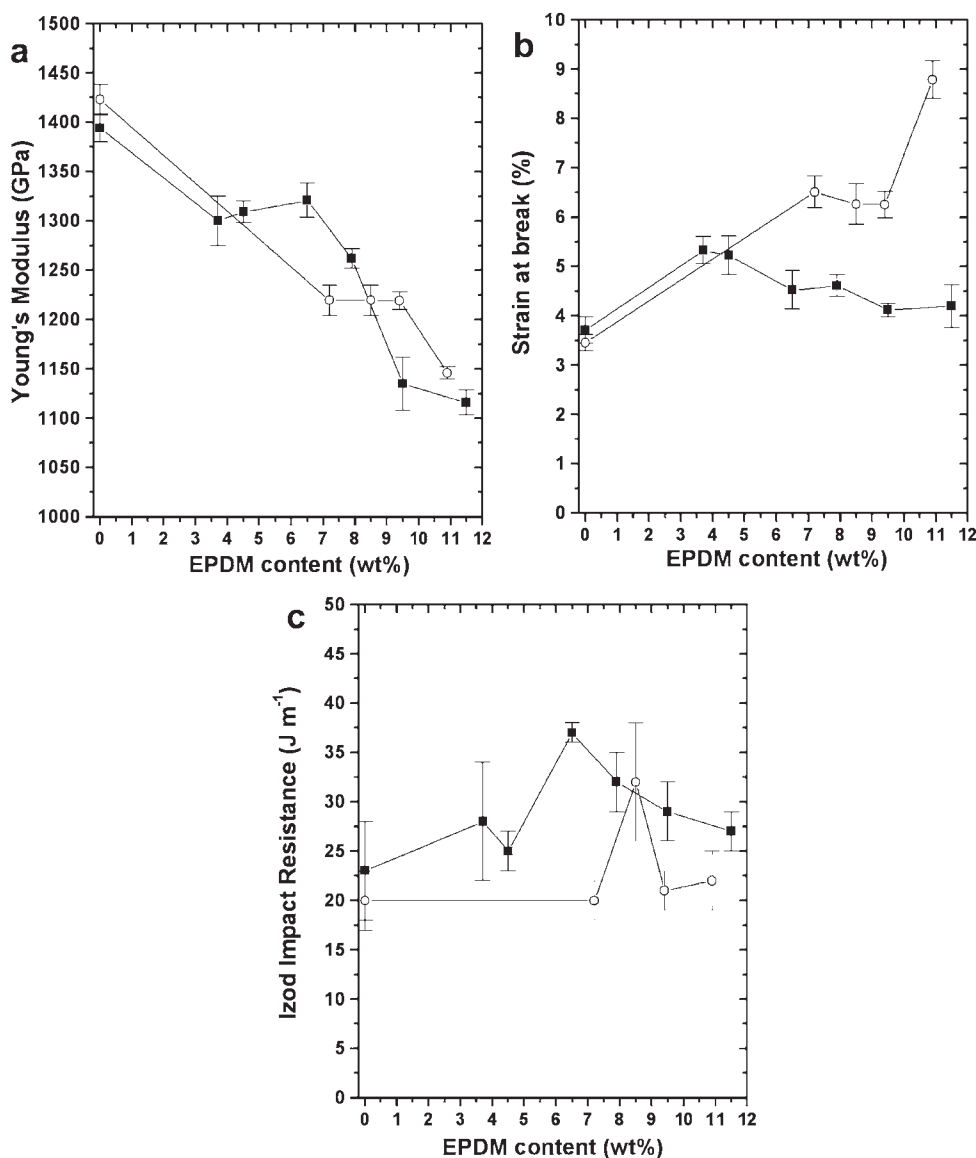 a
Young's Modulus (GPa)
1500
1450
1400
1350
1300
1250
1200
1150
1100
1050
1000
0 1 2 3 4 5 6 7 8 9 10 11 12
EPDM content (wt%)
b
Strain at break (%)
10
9
8
7
6
5
4
3
2
1
0
0 1 2 3 4 5 6 7 8 9 10 11 12
EPDM content (wt%)
c
Izod Impact Resistance (J m⁻¹)
50
45
40
35
30
25
20
15
10
5
0
0 1 2 3 4 5 6 7 8 9 10 11 12
EPDM content (wt%)